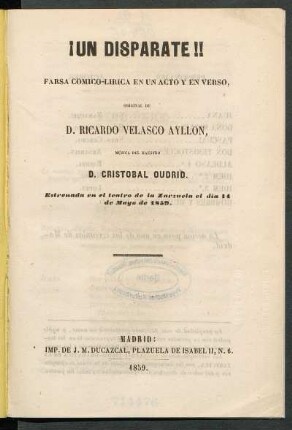 ¡UN DISPARATE!!
FARSA COMICO-LIRICA EN UN ACTO Y EN VERSO,
ORIGINAL DE
D. RICARDO VELASCO AYLLON,
MUSICA DEL MAESTRO
D. CRISTOBAL OUDRID.
Estrenada en el teatro de la Zarzuela el dia 14
de Mayo de 1859.
MADRID:
IMP. DE J. M. DUCAZCAL, PLAZUELA DE ISABEL II, N. 6.
1859.